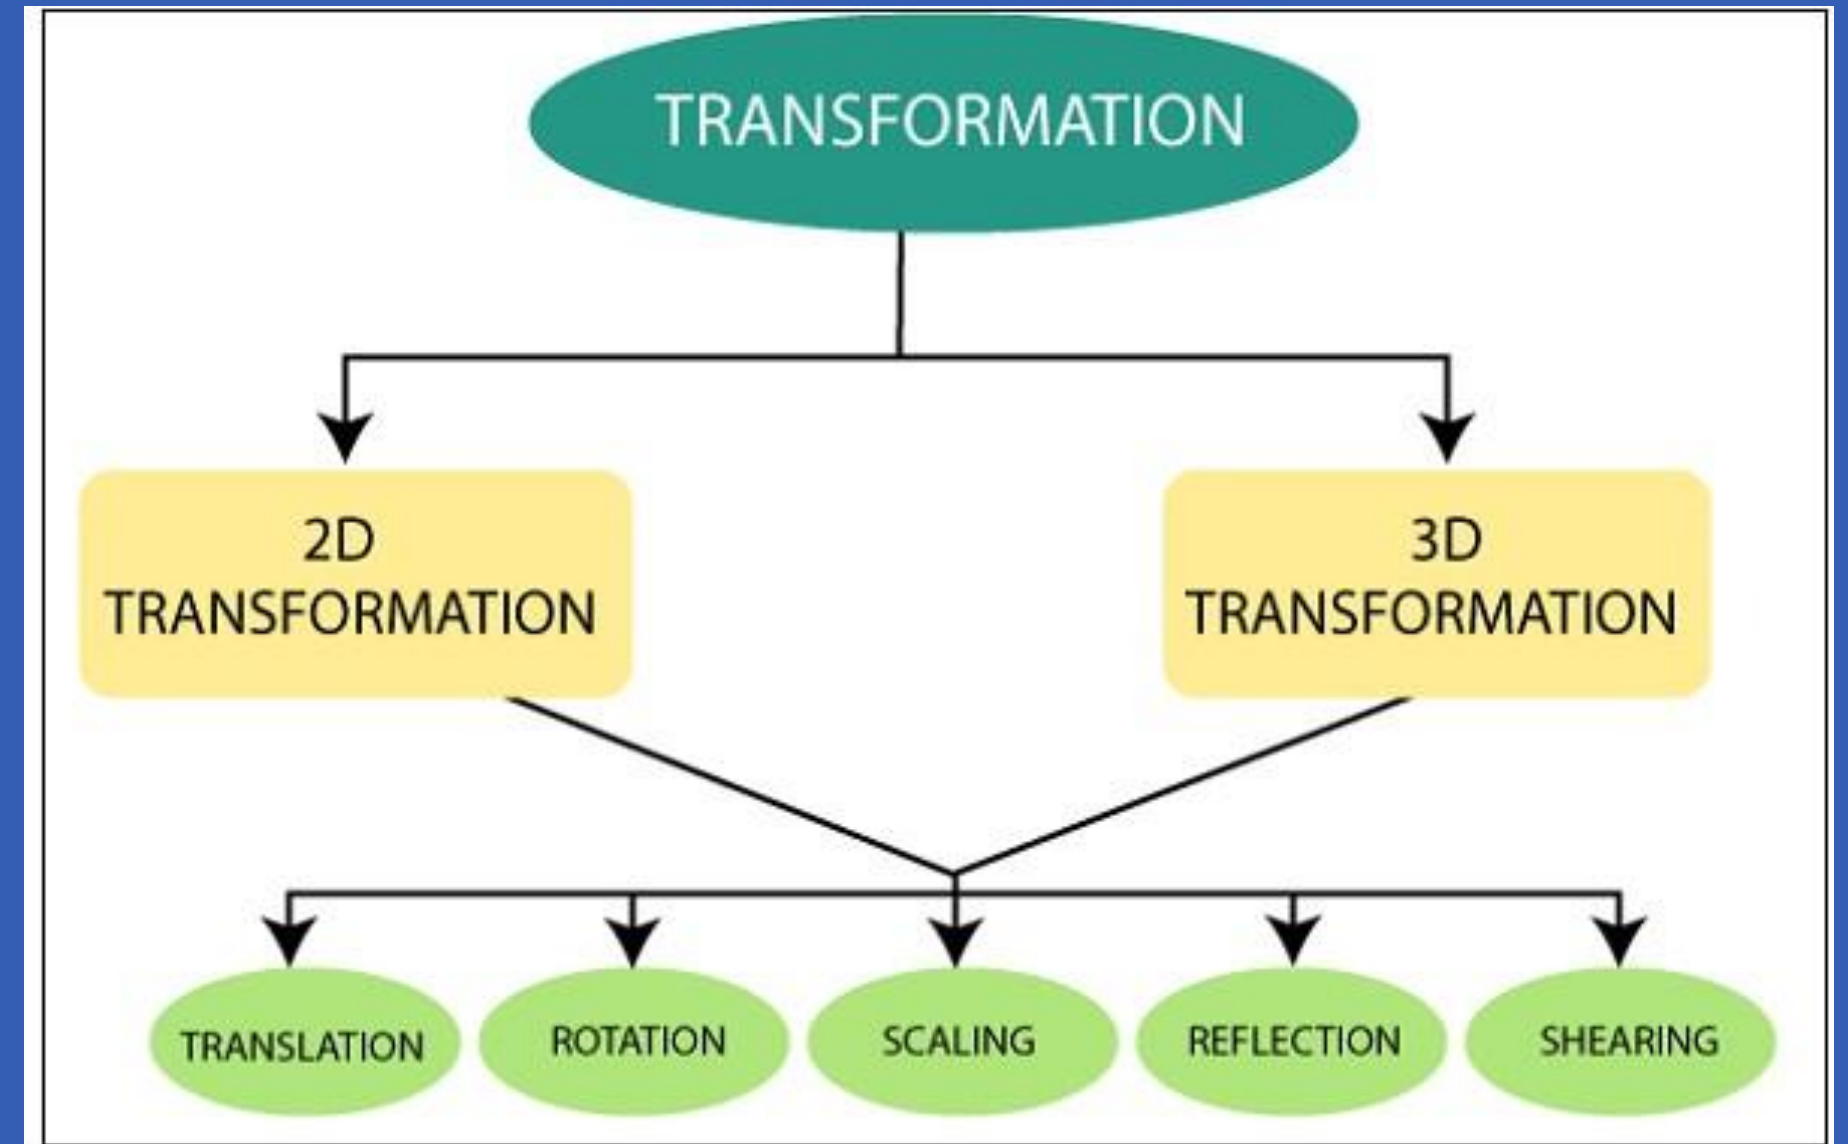 TRANSFORMATION
2D
TRANSFORMATION
3D
TRANSFORMATION
TRANSLATION
ROTATION
SCALING
REFLECTION
SHEARING